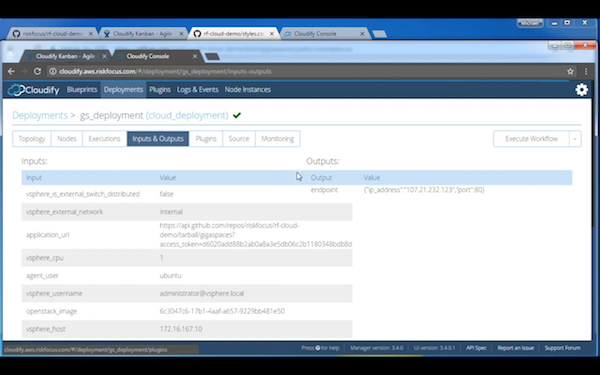 Michael
riskfocus/rf-cloud-demo
Cloudify Kanban - Agile
rf-cloud-demo/styles.css
Cloudify Console
Cloudify Kanban - Agile
Cloudify Console
cloudify.aws.riskfocus.com/#/deployment/gs_deployment/inputs-outputs
Cloudify
Blueprints
Deployments
Plugins
Logs & Events
Node Instances
Deployments > gs_deployment (cloud_deployment)
Topology
Nodes
Executions
Inputs & Outputs
Plugins
Source
Monitoring
Execute Workflow
Inputs:
Input Value
vsphere_is_external_switch_distributed false
vsphere_external_network Internal
application_url https://api.github.com/repos/riskfocus/rf-cloud-
demo/tarball/gigaspaces?
vsphere_cpu 1
agent_user ubuntu
vsphere_username administrator@vsphere.local
openstack_image 6c3047c6-17b1-4aaf-a657-9229bb481e50
vsphere_host 172.16.167.10
Outputs:
Output Value
endpoint {"ip_address":"107.21.232.123","port":80}
cloudify.aws.riskfocus.com/#/deployment/gs_deployment/plugins
Press ? for help
Manager version: 3.4.0
UI version: 3.4.0.1
API Spec
Report an Issue
Support Forum